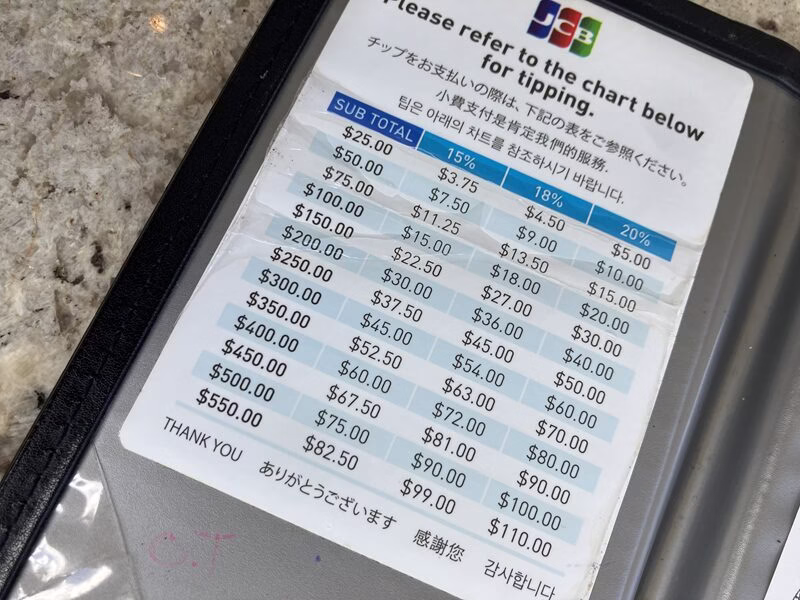 JCB
Please refer to the chart below
for tipping.
チップをお支払いの際は、下記の表をご参照ください。
小費支付是肯定我們的服務.
팁은 아래의 차트를 참조하시기 바랍니다.
SUB TOTAL 15% 18% 20%
$25.00 $3.75 $4.50 $5.00
$50.00 $7.50 $9.00 $10.00
$75.00 $11.25 $13.50 $15.00
$100.00 $15.00 $18.00 $20.00
$150.00 $22.50 $27.00 $30.00
$200.00 $30.00 $36.00 $40.00
$250.00 $37.50 $45.00 $50.00
$300.00 $45.00 $54.00 $60.00
$350.00 $52.50 $63.00 $70.00
$400.00 $60.00 $72.00 $80.00
$450.00 $67.50 $81.00 $90.00
$500.00 $75.00 $90.00 $100.00
$550.00 $82.50 $99.00 $110.00
THANK YOU ありがとうございます 感謝您 감사합니다
O.T